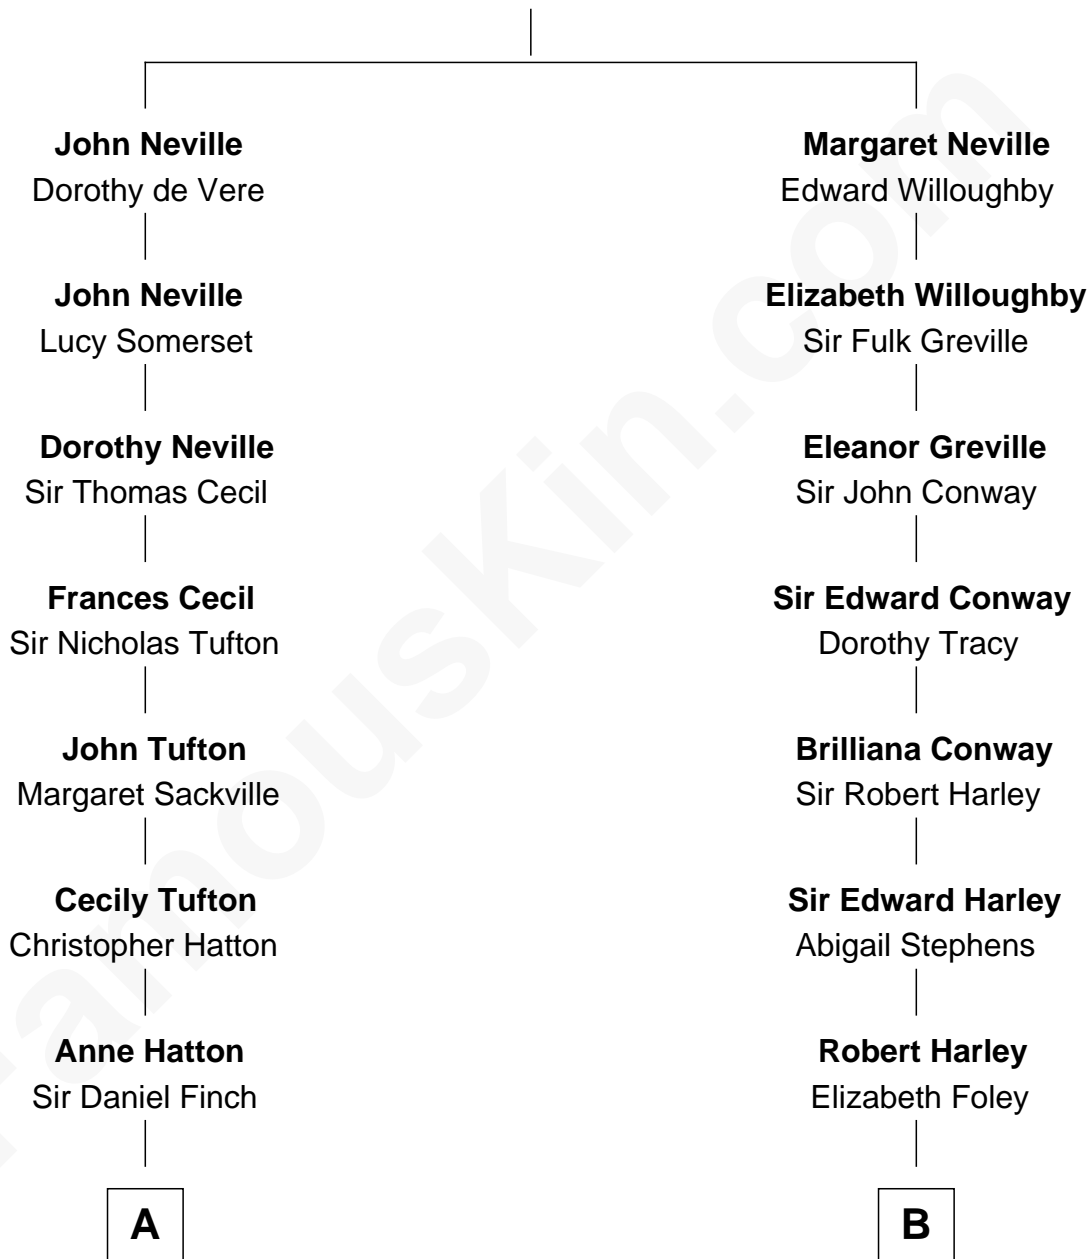 John Neville
Dorothy de Vere
John Neville
Lucy Somerset
Dorothy Neville
Sir Thomas Cecil
Frances Cecil
Sir Nicholas Tufton
John Tufton
Margaret Sackville
Cecily Tufton
Christopher Hatton
Anne Hatton
Sir Daniel Finch
A
Margaret Neville
Edward Willoughby
Elizabeth Willoughby
Sir Fulk Greville
Eleanor Greville
Sir John Conway
Sir Edward Conway
Dorothy Tracy
Brilliana Conway
Sir Robert Harley
Sir Edward Harley
Abigail Stephens
Robert Harley
Elizabeth Foley
B
FamousKin.com